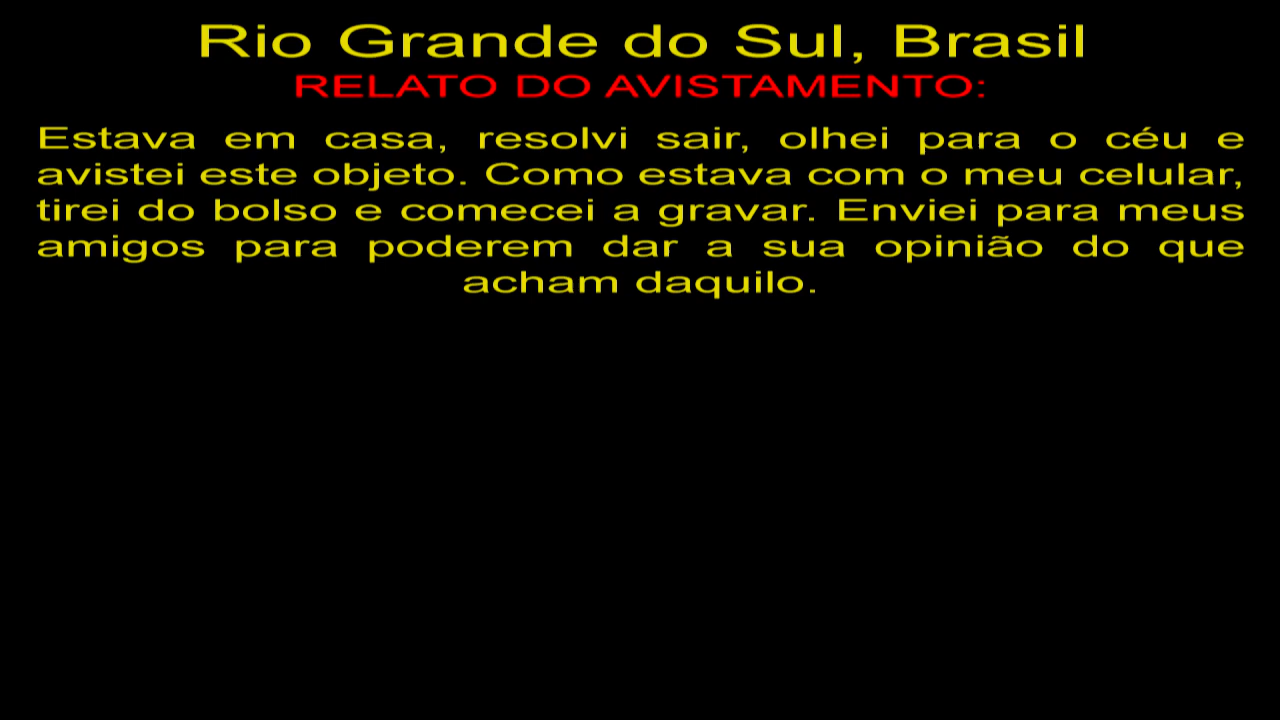 Rio Grande do Sul, Brasil
RELATO DO AVISTAMENTO:
Estava em casa, resolvi sair, olhei para o céu e
avistei este objeto. Como estava com o meu celular,
tirei do bolso e comecei a gravar. Enviei para meus
amigos para poderem dar a sua opinião do que
acham daquilo.